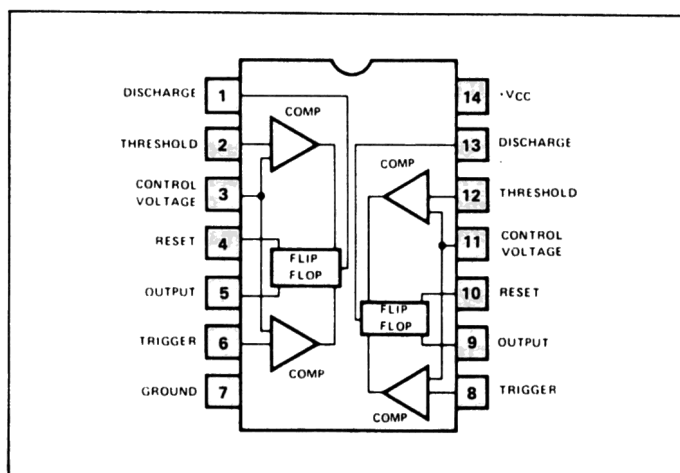 DISCHARGE 1
COMP
14 ·VCC
THRESHOLD 2
13 DISCHARGE
COMP
CONTROL
VOLTAGE 3
12 THRESHOLD
RESET 4
11 CONTROL
VOLTAGE
FLIP
FLOP
OUTPUT 5
10 RESET
FLIP
FLOP
TRIGGER 6
9 OUTPUT
COMP
GROUND 7
8 TRIGGER
COMP